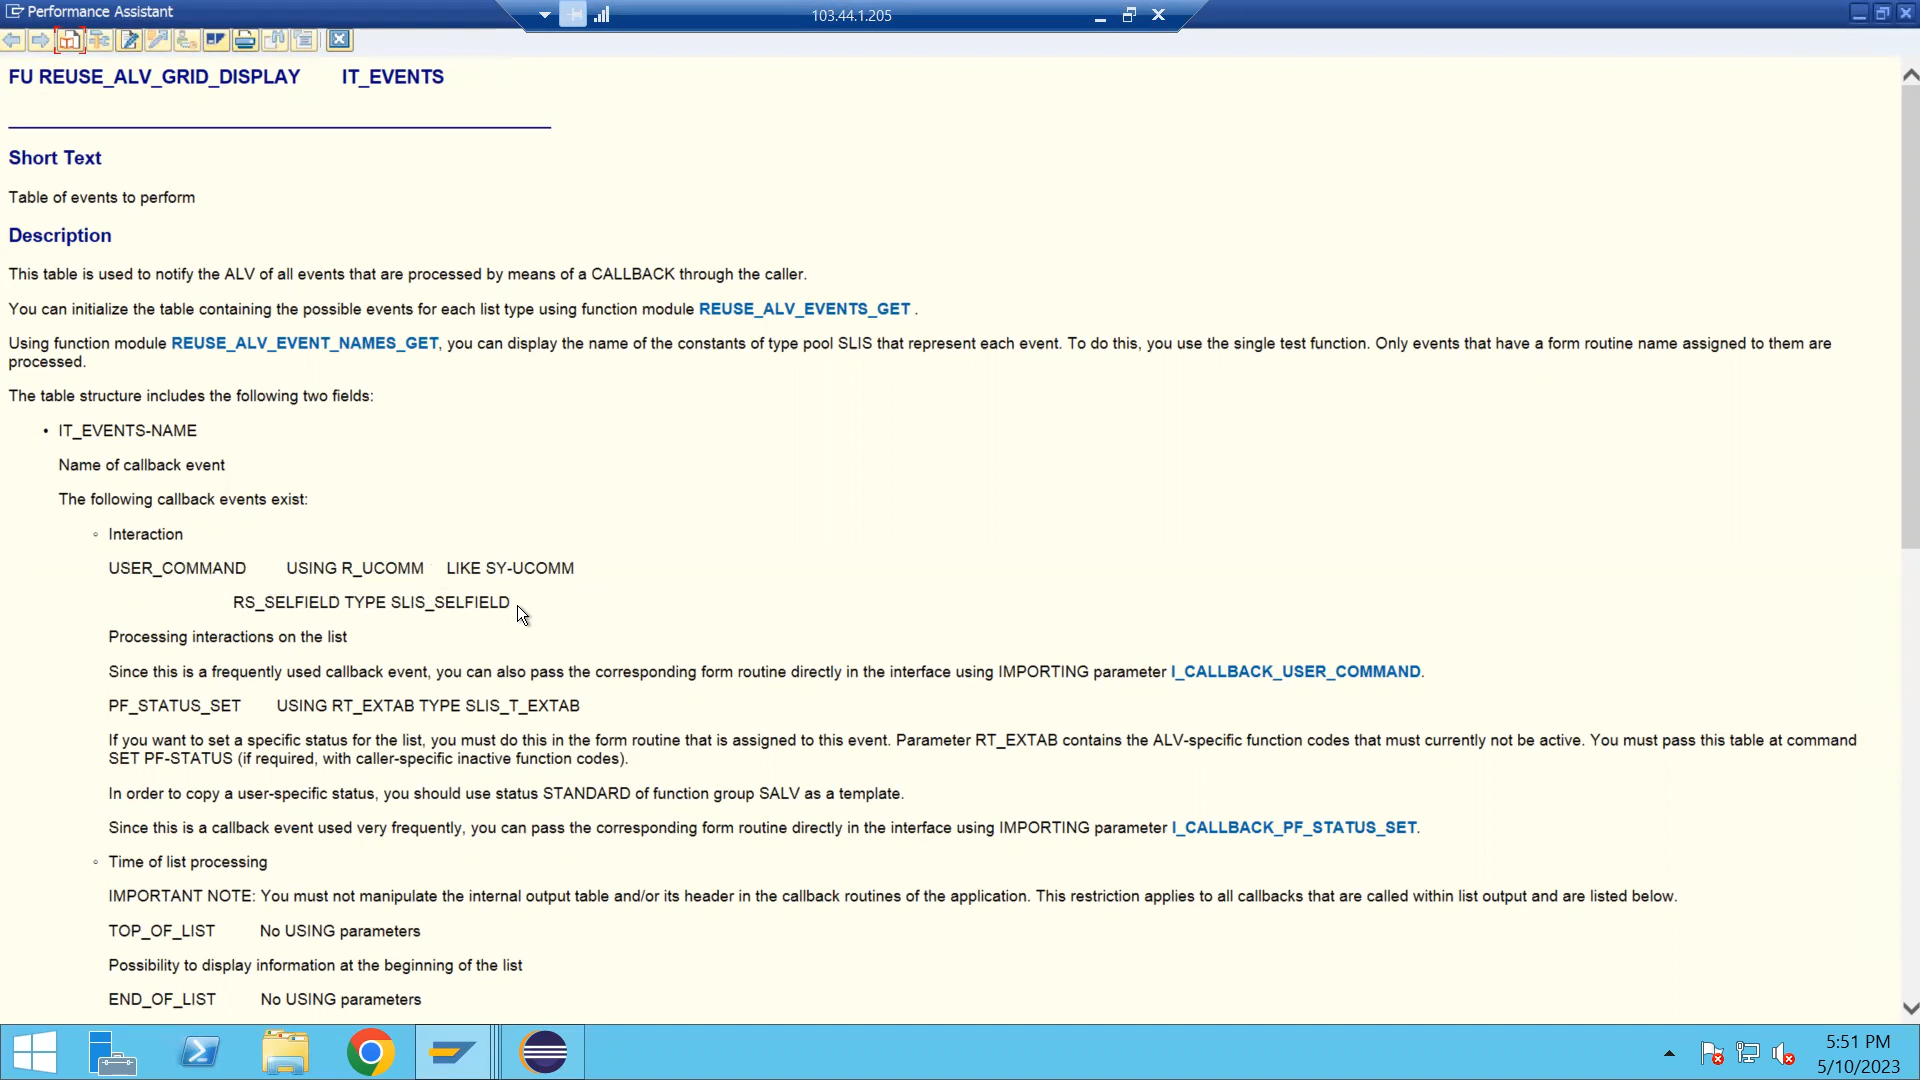 Performance Assistant
103.44.1.205
FU REUSE_ALV_GRID_DISPLAY IT_EVENTS
Short Text
Table of events to perform
Description
This table is used to notify the ALV of all events that are processed by means of a CALLBACK through the caller.
You can initialize the table containing the possible events for each list type using function module REUSE_ALV_EVENTS_GET .
Using function module REUSE_ALV_EVENT_NAMES_GET, you can display the name of the constants of type pool SLIS that represent each event. To do this, you use the single test function. Only events that have a form routine name assigned to them are
processed.
The table structure includes the following two fields:
• IT_EVENTS-NAME
Name of callback event
The following callback events exist:
◦ Interaction
USER_COMMAND USING R_UCOMM LIKE SY-UCOMM
RS_SELFIELD TYPE SLIS_SELFIELD
Processing interactions on the list
Since this is a frequently used callback event, you can also pass the corresponding form routine directly in the interface using IMPORTING parameter I_CALLBACK_USER_COMMAND.
PF_STATUS_SET USING RT_EXTAB TYPE SLIS_T_EXTAB
If you want to set a specific status for the list, you must do this in the form routine that is assigned to this event. Parameter RT_EXTAB contains the ALV-specific function codes that must currently not be active. You must pass this table at command
SET PF-STATUS (if required, with caller-specific inactive function codes).
In order to copy a user-specific status, you should use status STANDARD of function group SALV as a template.
Since this is a callback event used very frequently, you can pass the corresponding form routine directly in the interface using IMPORTING parameter I_CALLBACK_PF_STATUS_SET.
◦ Time of list processing
IMPORTANT NOTE: You must not manipulate the internal output table and/or its header in the callback routines of the application. This restriction applies to all callbacks that are called within list output and are listed below.
TOP_OF_LIST No USING parameters
Possibility to display information at the beginning of the list
END_OF_LIST No USING parameters
5:51 PM
5/10/2023